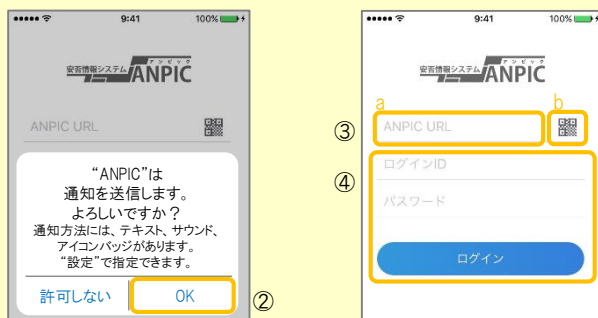 9:41
100%
安否情報システム
アンピック
ANPIC
ANPIC URL
“ANPIC”は
通知を送信します。
よろしいですか？
通知方法には、テキスト、サウンド、
アイコンバッジがあります。
“設定”で指定できます。
許可しない
OK
②
9:41
100%
安否情報システム
アンピック
ANPIC
a
b
③
ANPIC URL
④
ログインID
パスワード
ログイン